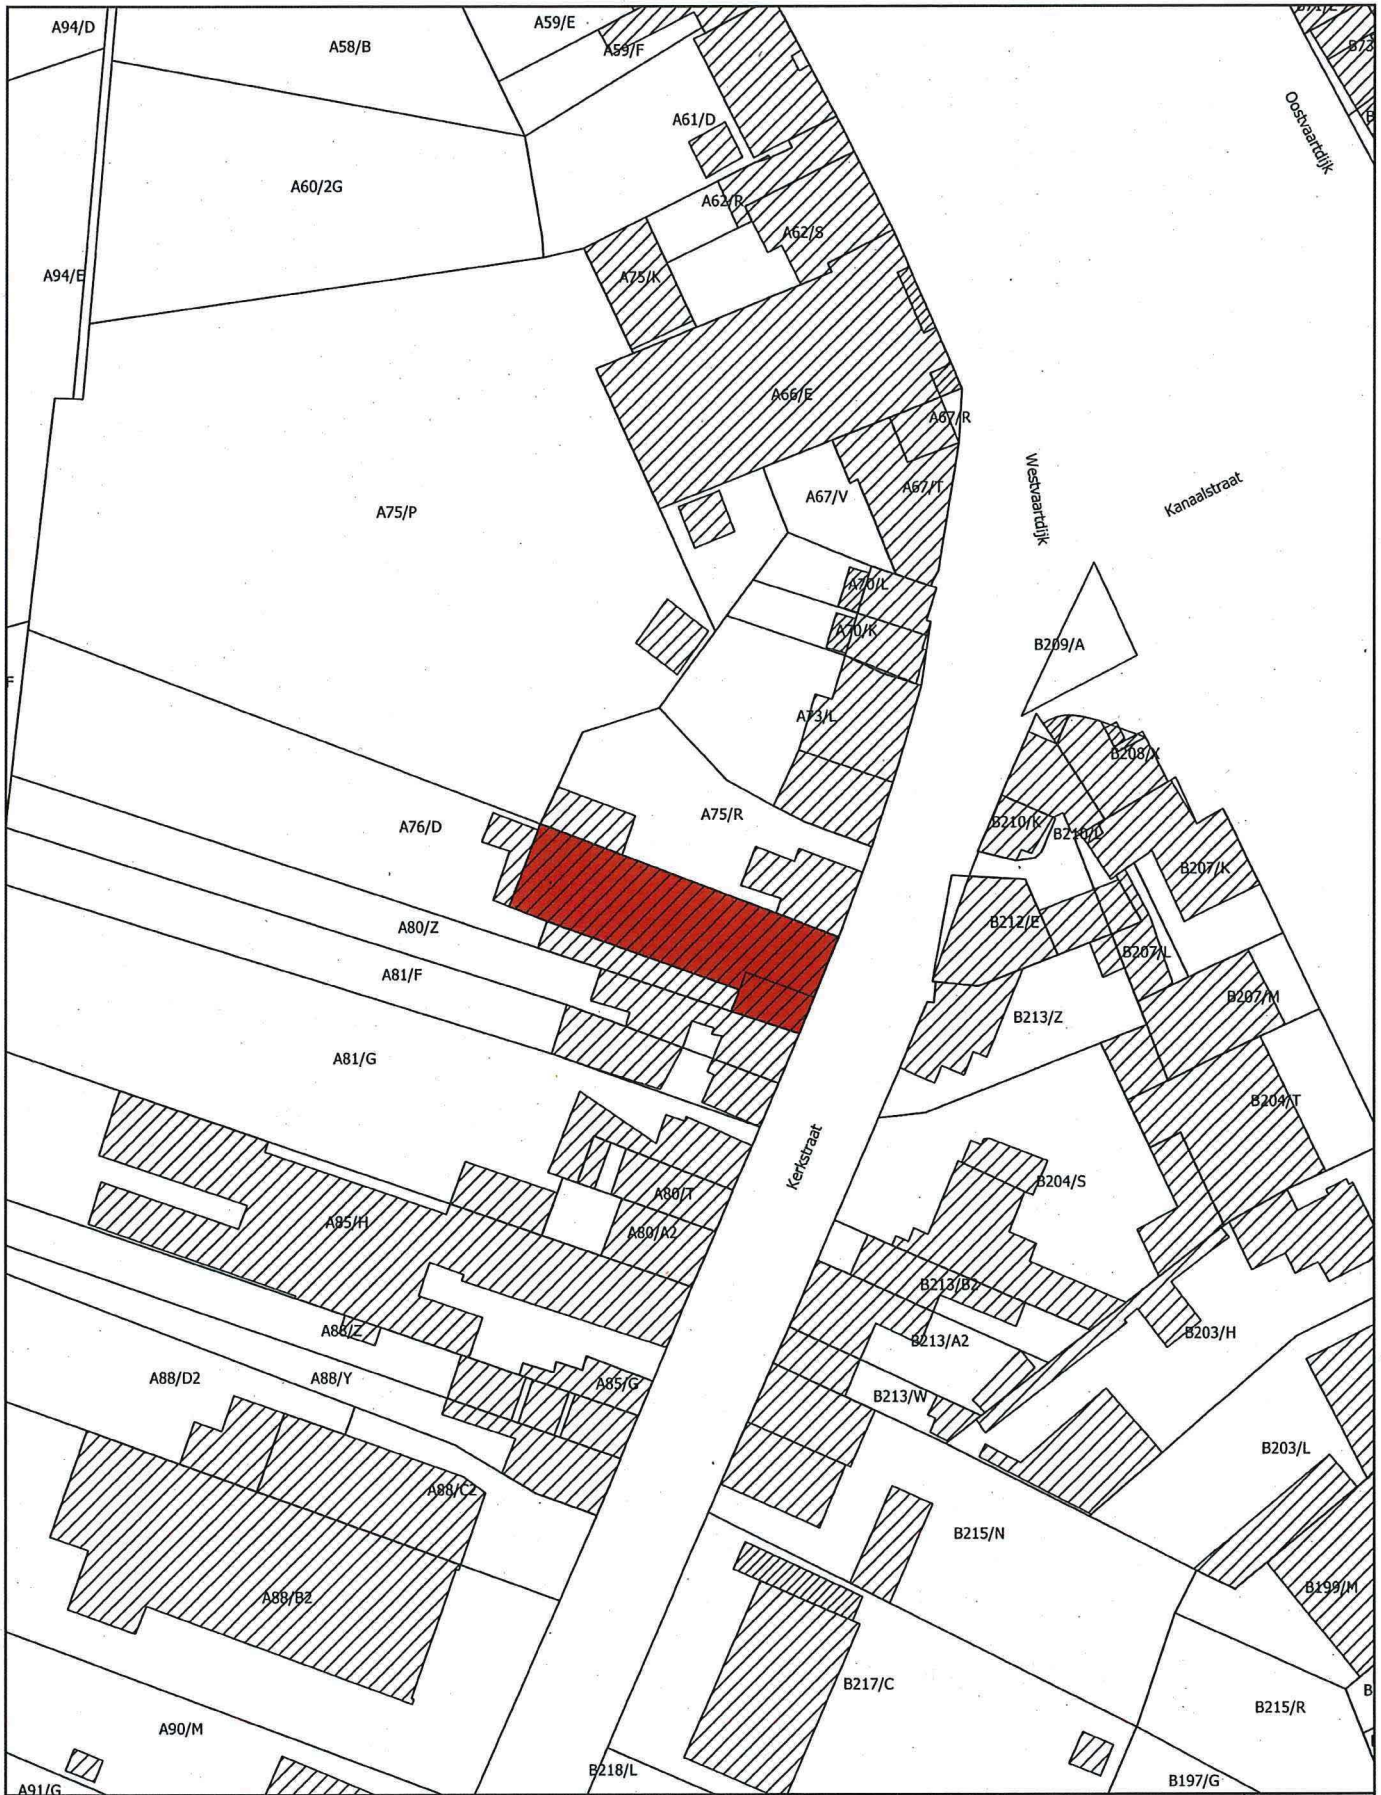 A94/D
A58/B
A59/E
A59/F
B73
A61/D
Oostvaartdijk
A60/2G
A62/R
A62/S
A94/E
A75/K
A66/E
A67/R
A75/P
A67/V
A67/T
Westvaartdijk
Kanaalstraat
A70/L
A70/K
B209/A
F
A73/L
B208/X
A76/D
A75/R
B210/K
B210/L
B207/K
A80/Z
B212/E
A81/F
B207/L
B207/M
A81/G
B213/Z
B204/T
Kerkstraat
A80/T
B204/S
A85/H
A80/A2
B213/B2
B213/A2
B203/H
A88/D2
A88/Y
A85/G
B213/W
B203/L
A88/C2
B215/N
A88/B2
B199/M
B217/C
B
B215/R
A90/M
B218/L
B197/G
A91/G